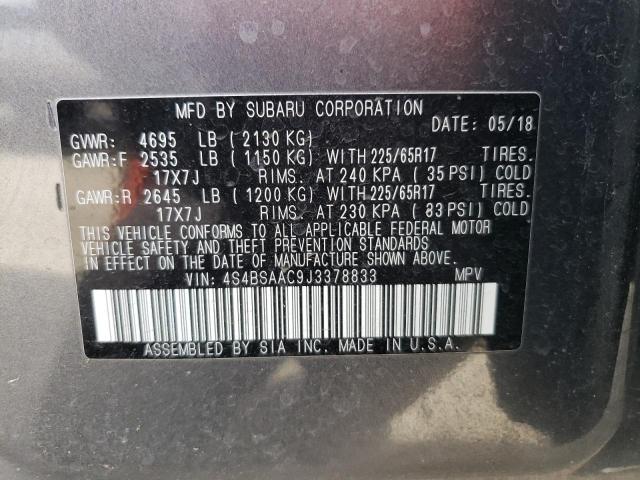 MFD BY SUBARU CORPORATION
DATE: 05/18
GVWR: 4695 LB (2130 KG)
GAWR:F 2535 LB (1150 KG) WITH 225/65R17 TIRES.
17X7J RIMS. AT 240 KPA (35 PSI) COLD
GAWR:R 2645 LB (1200 KG) WITH 225/65R17 TIRES.
17X7J RIMS. AT 230 KPA (83 PSI) COLD
THIS VEHICLE CONFORMS TO ALL APPLICABLE FEDERAL MOTOR
VEHICLE SAFETY AND THEFT PREVENTION STANDARDS
IN EFFECT ON THE DATE OF MANUFACTURE SHOWN ABOVE.
VIN: 4S4BSAAC9J3378833 MPV
ASSEMBLED BY SIA INC. MADE IN U.S.A.